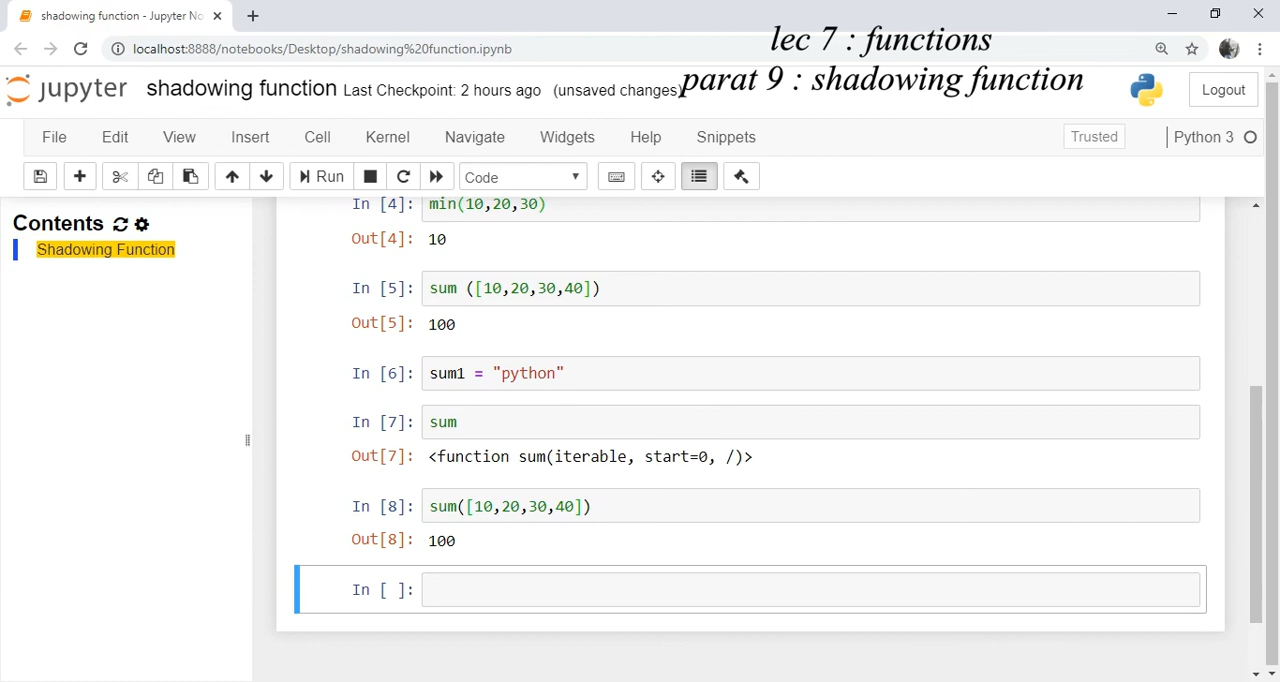 shadowing function - Jupyter No
localhost:8888/notebooks/Desktop/shadowing%20function.ipynb
lec 7 : functions
parat 9 : shadowing function
jupyter shadowing function Last Checkpoint: 2 hours ago (unsaved changes)
Logout
File Edit View Insert Cell Kernel Navigate Widgets Help Snippets
Trusted
Python 3
Run
Code
Contents
Shadowing Function
In [4]: min(10,20,30)
Out[4]: 10
In [5]: sum ([10,20,30,40])
Out[5]: 100
In [6]: sum1 = "python"
In [7]: sum
Out[7]: <function sum(iterable, start=0, /)>
In [8]: sum([10,20,30,40])
Out[8]: 100
In [ ]: